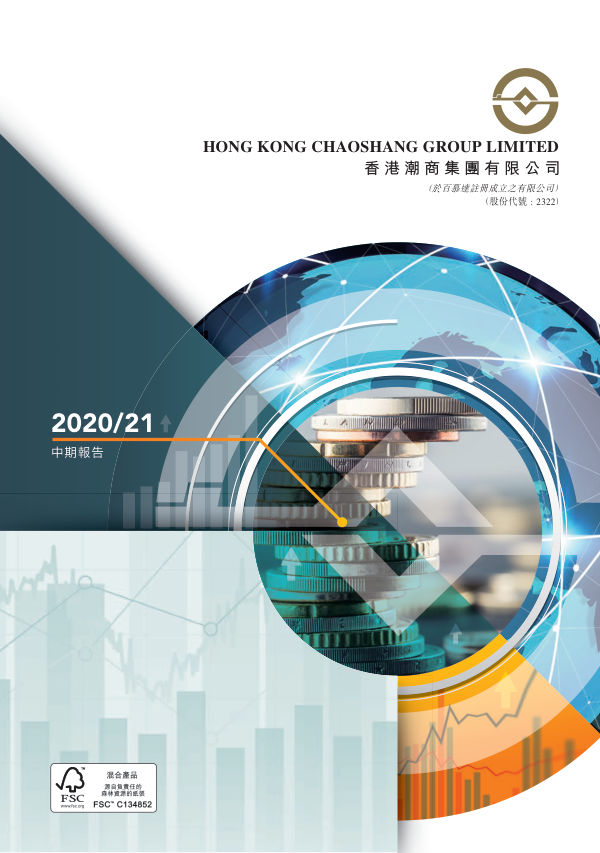 HONG KONG CHAOSHANG GROUP LIMITED
香港潮商集團有限公司
(於百慕達註冊成立之有限公司)
(股份代號：2322)
2020/21
中期報告
混合產品
源自負責任的
森林資源的紙張
FSC™ C134852
FSC
www.fsc.org